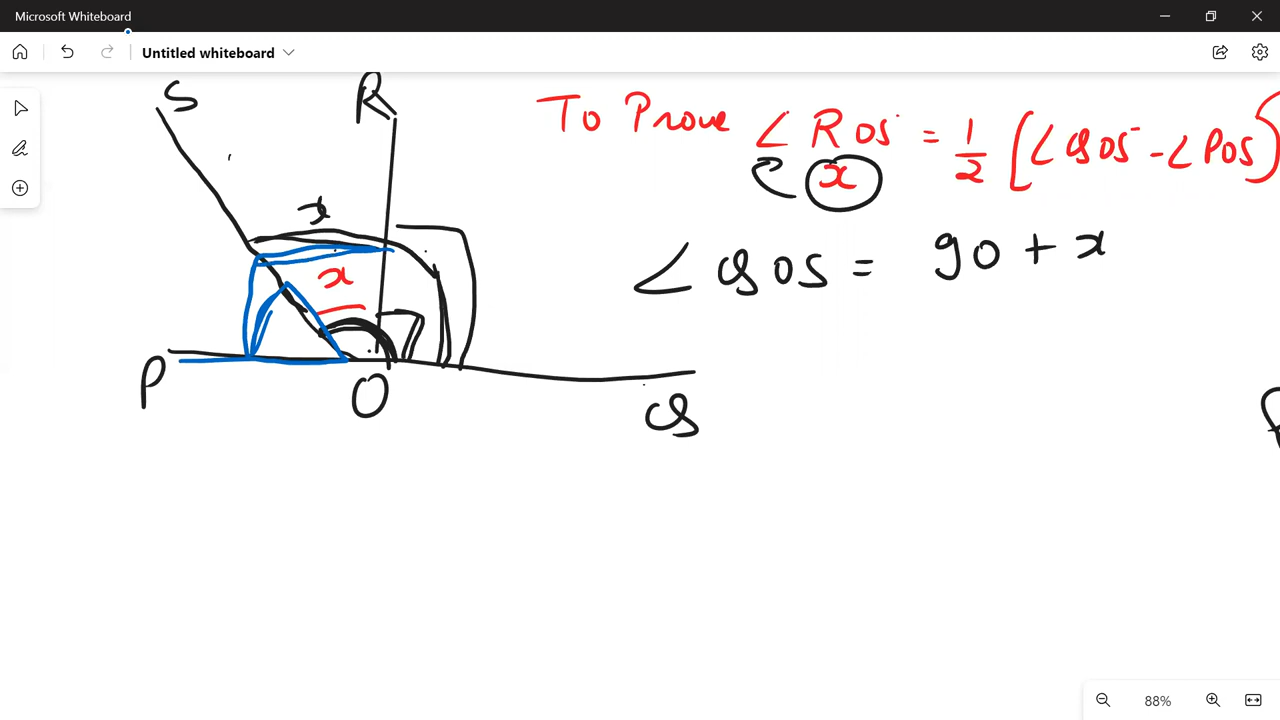 Microsoft Whiteboard
Untitled whiteboard
S
R
To Prove ∠ROS = 1/2 [∠QOS - ∠POS)
x
x
∠QOS = 90 + x
x
P
O
Q
88%